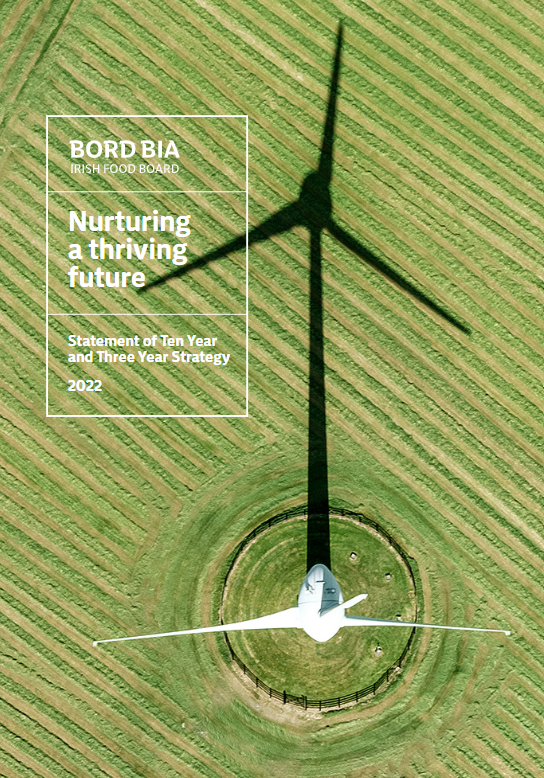 BORD BIA
IRISH FOOD BOARD
Nurturing
a thriving
future
Statement of Ten Year
and Three Year Strategy
2022